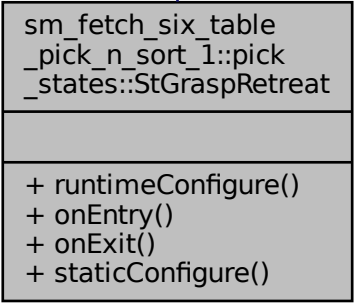 sm_fetch_six_table
_pick_n_sort_1::pick
_states::StGraspRetreat
+ runtimeConfigure()
+ onEntry()
+ onExit()
+ staticConfigure()